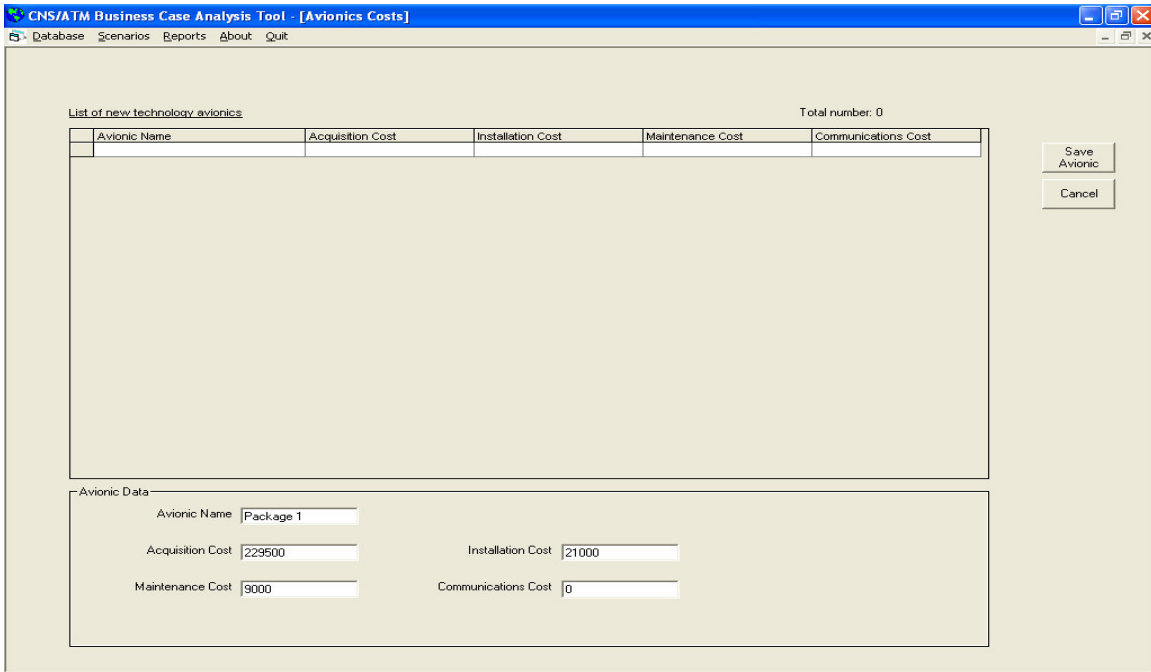 CNS/ATM Business Case Analysis Tool - [Avionics Costs]
Database Scenarios Reports About Quit
List of new technology avionics Total number: 0
Avionic Name Acquisition Cost Installation Cost Maintenance Cost Communications Cost
Save
Avionic
Cancel
Avionic Data
Avionic Name Package 1
Acquisition Cost 229500 Installation Cost 21000
Maintenance Cost 9000 Communications Cost 0